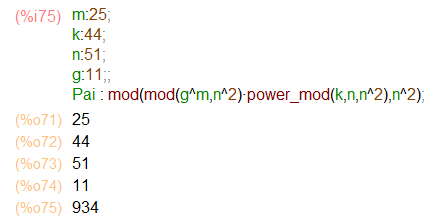 (%i75) m:25;
k:44;
n:51;
g:11;;
Pai : mod(mod(g^m,n^2)·power_mod(k,n,n^2),n^2);
(%o71) 25
(%o72) 44
(%o73) 51
(%o74) 11
(%o75) 934